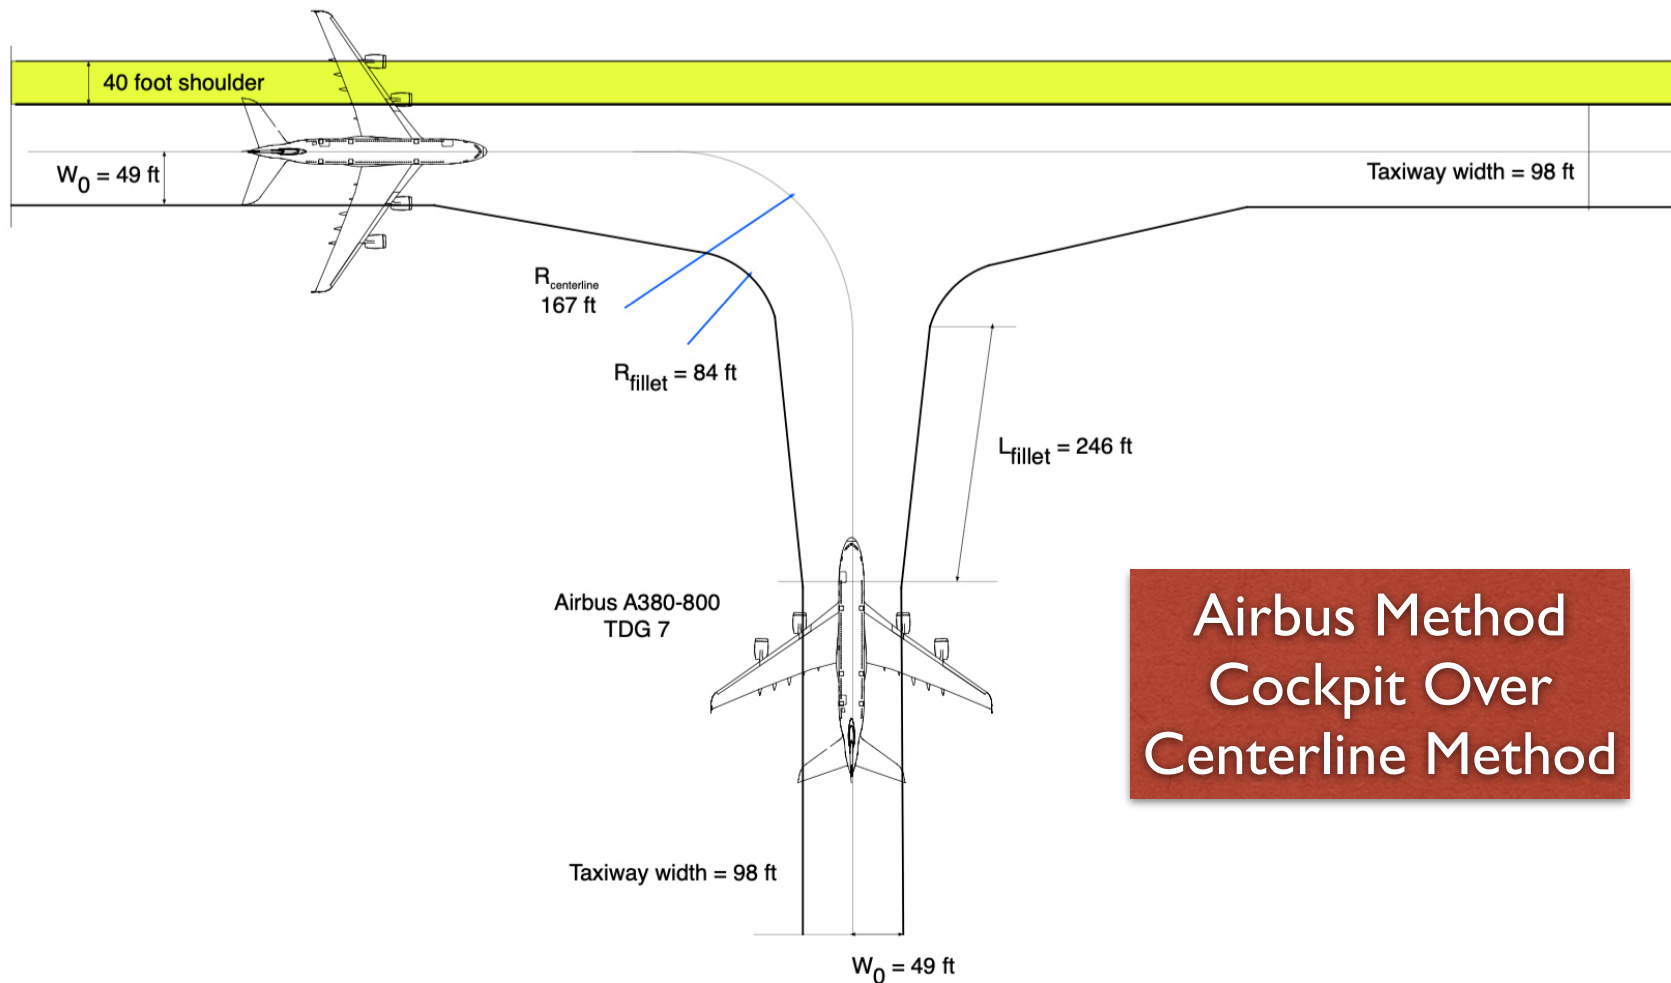 40 foot shoulder
W0 = 49 ft
Taxiway width = 98 ft
Rcenterline
167 ft
Rfillet = 84 ft
Lfillet = 246 ft
Airbus A380-800
TDG 7
Airbus Method
Cockpit Over
Centerline Method
Taxiway width = 98 ft
W0 = 49 ft